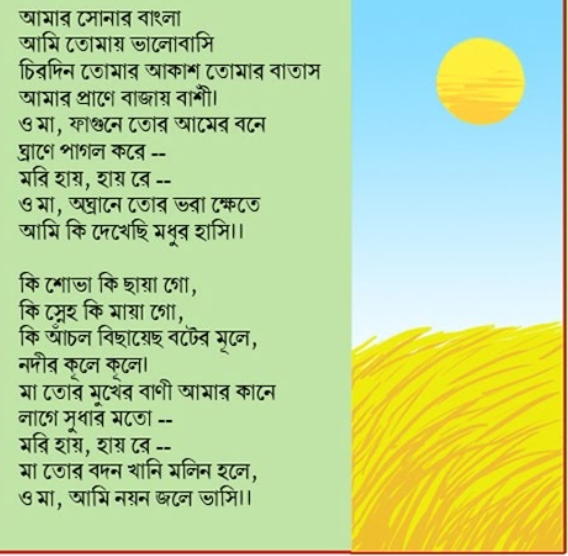 আমার সোনার বাংলা
আমি তোমায় ভালোবাসি
চিরদিন তোমার আকাশ তোমার বাতাস
আমার প্রাণে বাজায় বাশীঁ।
ও মা, ফাগুনে তোর আমের বনে
ঘ্রাণে পাগল করে --
মরি হায়, হায় রে --
ও মা, অঘ্রানে তোর ভরা ক্ষেতে
আমি কি দেখেছি মধুর হাসি।।
কি শোভা কি ছায়া গো,
কি স্নেহ কি মায়া গো,
কি আঁচল বিছায়েছ বটের মূলে,
নদীর কূলে কূলে।
মা তোর মুখের বাণী আমার কানে
লাগে সুধার মতো --
মরি হায়, হায় রে --
মা তোর বদন খানি মলিন হলে,
ও মা, আমি নয়ন জলে ভাসি।।